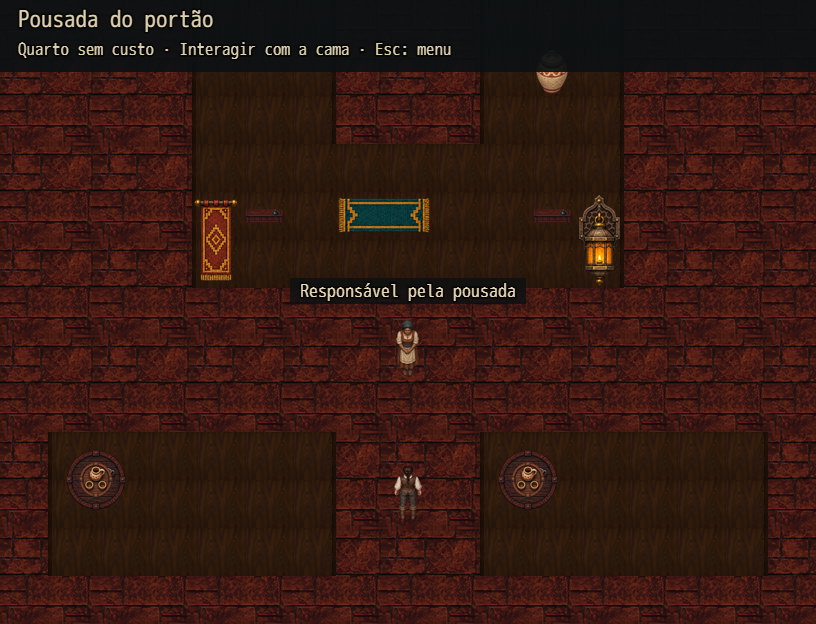 Pousada do portão
Quarto sem custo · Interagir com a cama · Esc: menu
Responsável pela pousada